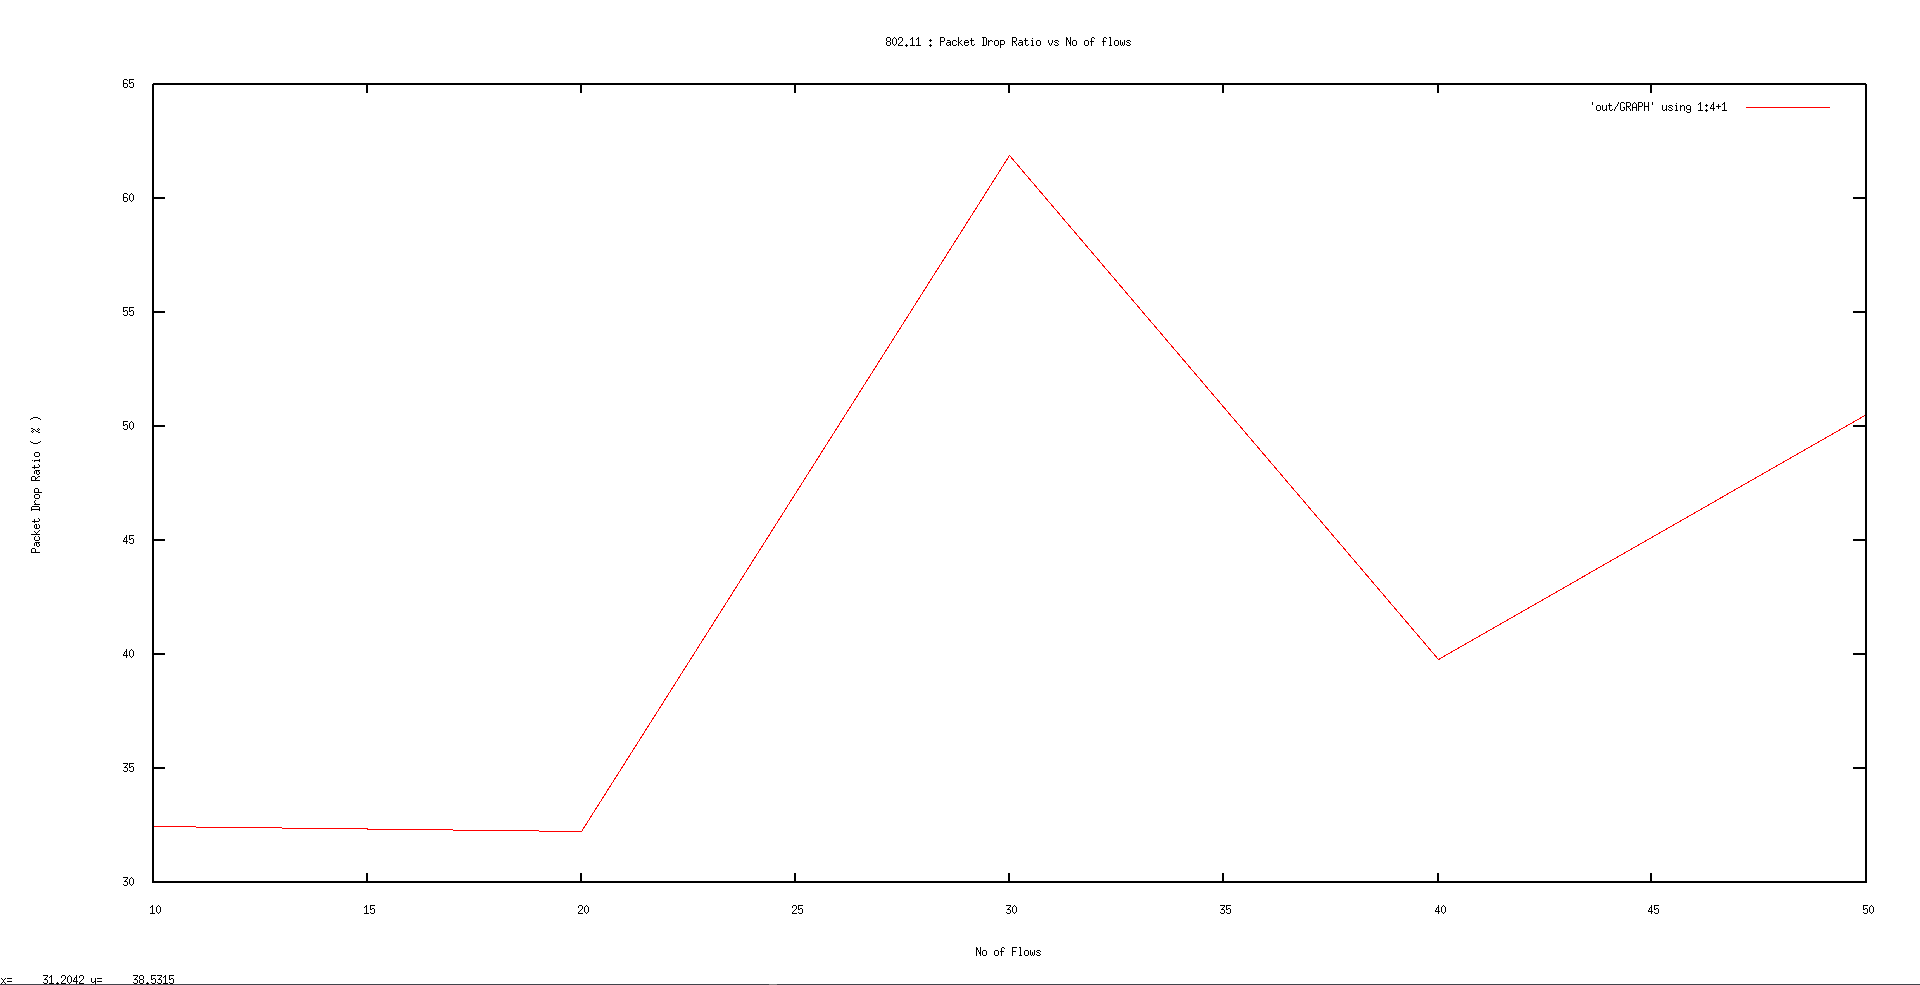 802.11 : Packet Drop Ratio vs No of flows
65
'out/GRAPH' using 1:4+1
60
55
50
45
40
35
30
Packet Drop Ratio ( % )
10 15 20 25 30 35 40 45 50
No of Flows
x= 31.2042 y= 38.5315